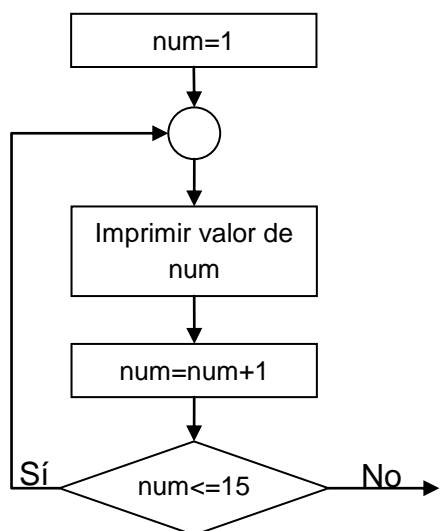 num=1
Imprimir valor de
num
num=num+1
Sí
num<=15
No